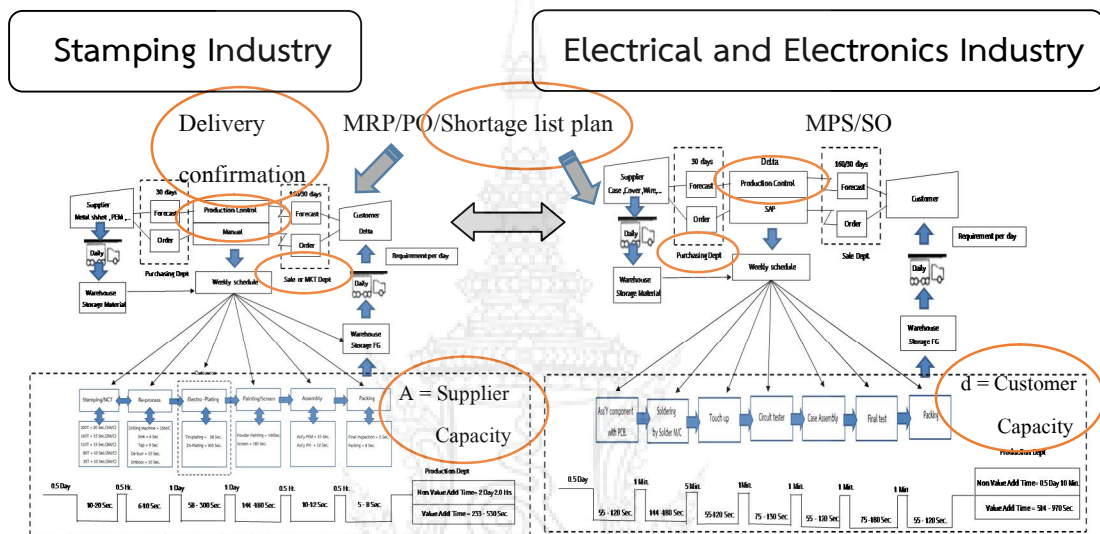 Stamping Industry
Electrical and Electronics Industry
Delivery
confirmation
MRP/PO/Shortage list plan
MPS/SO
30 days
Supplier
Forecast
Production Control
Manual
Order
Forecast
Order
Customer
Delta
Requirement per day
Daily
Purchasing Dept
Weekly schedule
Sale or MKT Dept
Daily
Warehouse
Storage Material
Warehouse
Storage FG
Stamping/NCT
Re-process
Electro-Plating
Painting/Screen
Assembly
Packing
A = Supplier
Capacity
Production Dept
0.5 Day
0.5 Hr.
1 Day
1 Day
0.5 Hr.
0.5 Hr.
10-20 Sec.
6-10 Sec.
58 - 300 Sec.
144 -180 Sec.
10-12 Sec.
5 - 8 Sec.
Non Value Add Time = 2 Day 2.0 Hrs
Value Add Time = 233 - 530 Sec.
30 days
Delta
Supplier
Case ,Cover,Wire,..
Forecast
Production Control
SAP
Order
Forecast
Order
Customer
Requirement per day
Daily
Purchasing Dept
Weekly schedule
Sale Dept.
Daily
Warehouse
Storage Material
Warehouse
Storage FG
Ass'Y component
with PCB.
Soldering
by Solder M/C
Touch up
Circuit tester
Case Assembly
Final test
Packing
d = Customer
Capacity
Production Dept
0.5 Day
1 Min.
5 Min.
1 Min.
1 Min.
1 Min.
1 Min.
55 - 120 Sec.
144 -480 Sec.
55-120 Sec.
75 - 130 Sec.
55 - 120 Sec.
75-180 Sec.
55 - 120 Sec.
Non Value Add Time= 0.5 Day 10 Min.
Value Add Time = 514 - 970 Sec.